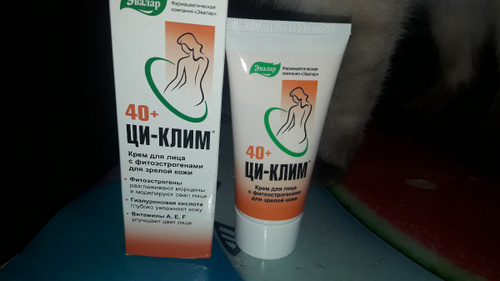 Эвалар
Фармацевтическая
компания «Эвалар»
40+
ЦИ-КЛИМ®
Крем для лица
с фитоэстрогенами
для зрелой кожи
• Фитоэстрогены
разглаживают морщины
и моделируют овал лица
• Гиалуроновая кислота
глубоко увлажняет кожу
• Витамины А, Е, F
улучшают цвет лица
Эвалар
Фармацевтическая
компания «Эвалар»
40+
ЦИ-КЛИМ®
Крем для лица
с фитоэстрогенами
для зрелой кожи